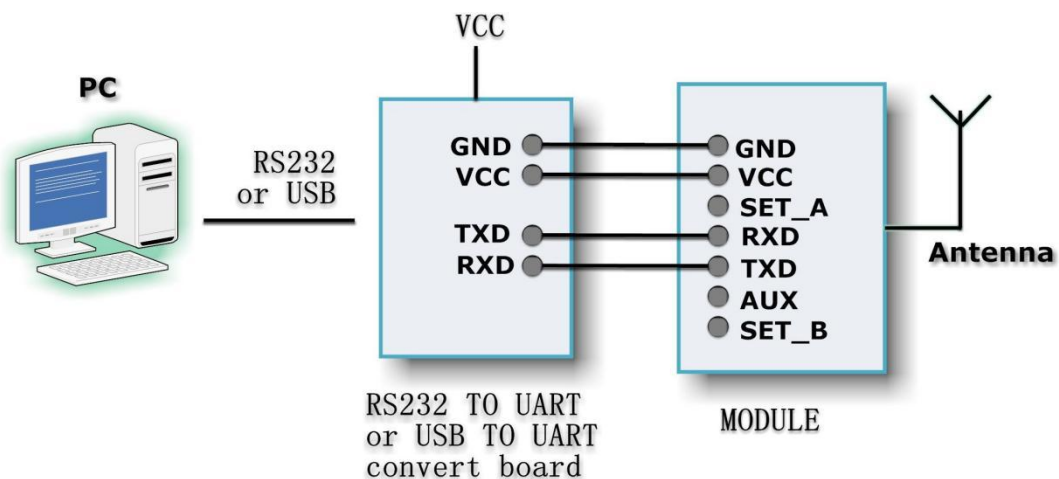 VCC
PC
RS232
or USB
GND
VCC
TXD
RXD
GND
VCC
SET_A
RXD
TXD
AUX
SET_B
Antenna
RS232 TO UART
or USB TO UART
convert board
MODULE